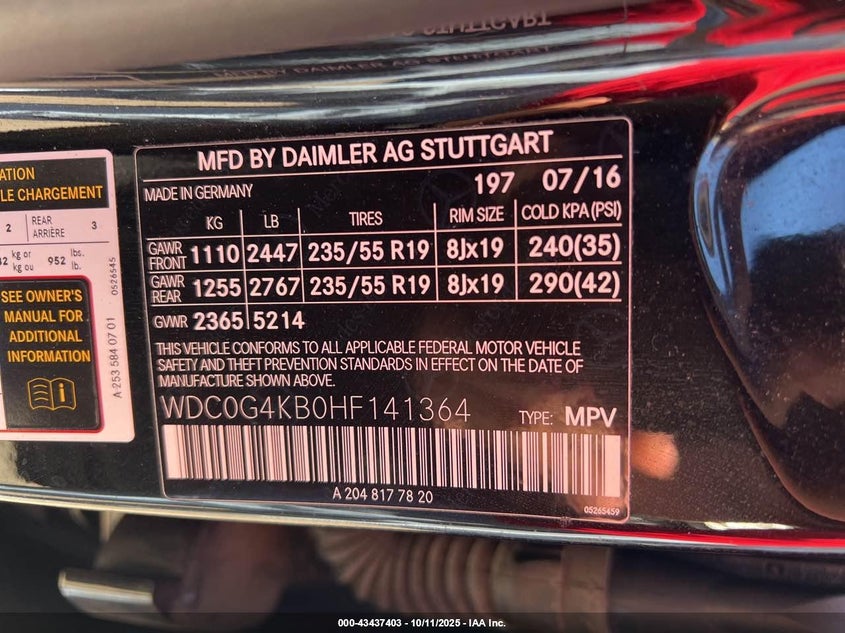 MFD BY DAIMLER AG STUTTGART
MADE IN GERMANY 197 07/16
KG LB TIRES RIM SIZE COLD KPA (PSI)
GAWR FRONT 1110 2447 235/55 R19 8Jx19 240(35)
GAWR REAR 1255 2767 235/55 R19 8Jx19 290(42)
GVWR 2365 5214
THIS VEHICLE CONFORMS TO ALL APPLICABLE FEDERAL MOTOR VEHICLE
SAFETY AND THEFT PREVENTION STANDARDS IN EFFECT ON THE DATE OF
MANUFACTURE SHOWN ABOVE.
WDC0G4KB0HF141364 TYPE: MPV
A 204 817 78 20
05265459
LE CHARGEMENT
2 REAR ARRIÈRE 3
kg or kg ou 952 lbs. lb.
SEE OWNER'S
MANUAL FOR
ADDITIONAL
INFORMATION
A 253 584 07 01 0526545
000-43437403 - 10/11/2025 - IAA Inc.